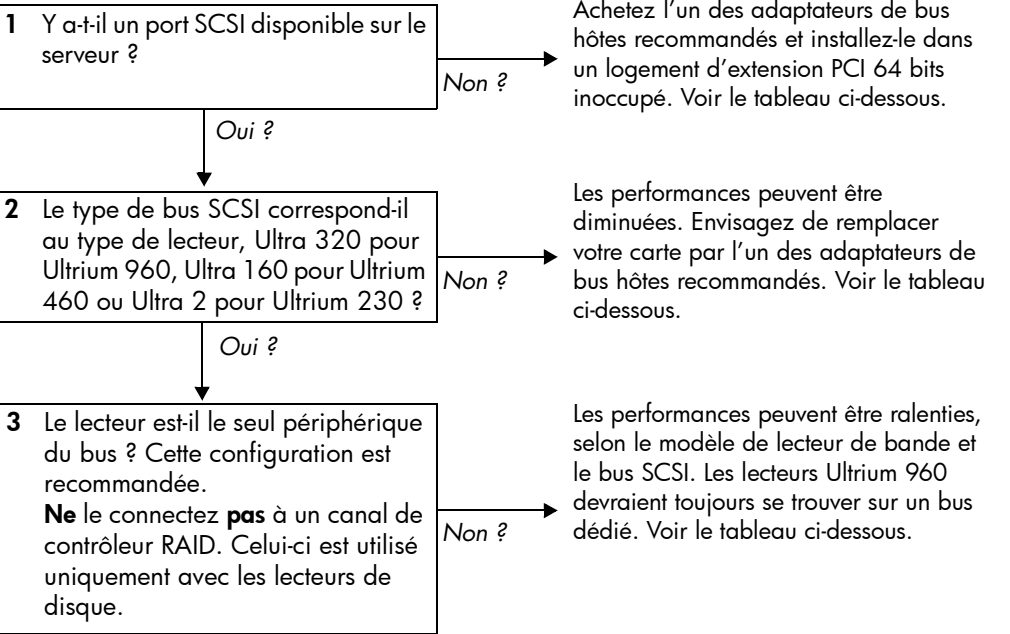 1 Y a-t-il un port SCSI disponible sur le
serveur ?
Non ?
Achetez l'un des adaptateurs de bus
hôtes recommandés et installez-le dans
un logement d'extension PCI 64 bits
inoccupé. Voir le tableau ci-dessous.
Oui ?
2 Le type de bus SCSI correspond-il
au type de lecteur, Ultra 320 pour
Ultrium 960, Ultra 160 pour Ultrium
460 ou Ultra 2 pour Ultrium 230 ?
Non ?
Les performances peuvent être
diminuées. Envisagez de remplacer
votre carte par l'un des adaptateurs de
bus hôtes recommandés. Voir le tableau
ci-dessous.
Oui ?
3 Le lecteur est-il le seul périphérique
du bus ? Cette configuration est
recommandée.
Ne le connectez pas à un canal de
contrôleur RAID. Celui-ci est utilisé
uniquement avec les lecteurs de
disque.
Non ?
Les performances peuvent être ralenties,
selon le modèle de lecteur de bande et
le bus SCSI. Les lecteurs Ultrium 960
devraient toujours se trouver sur un bus
dédié. Voir le tableau ci-dessous.